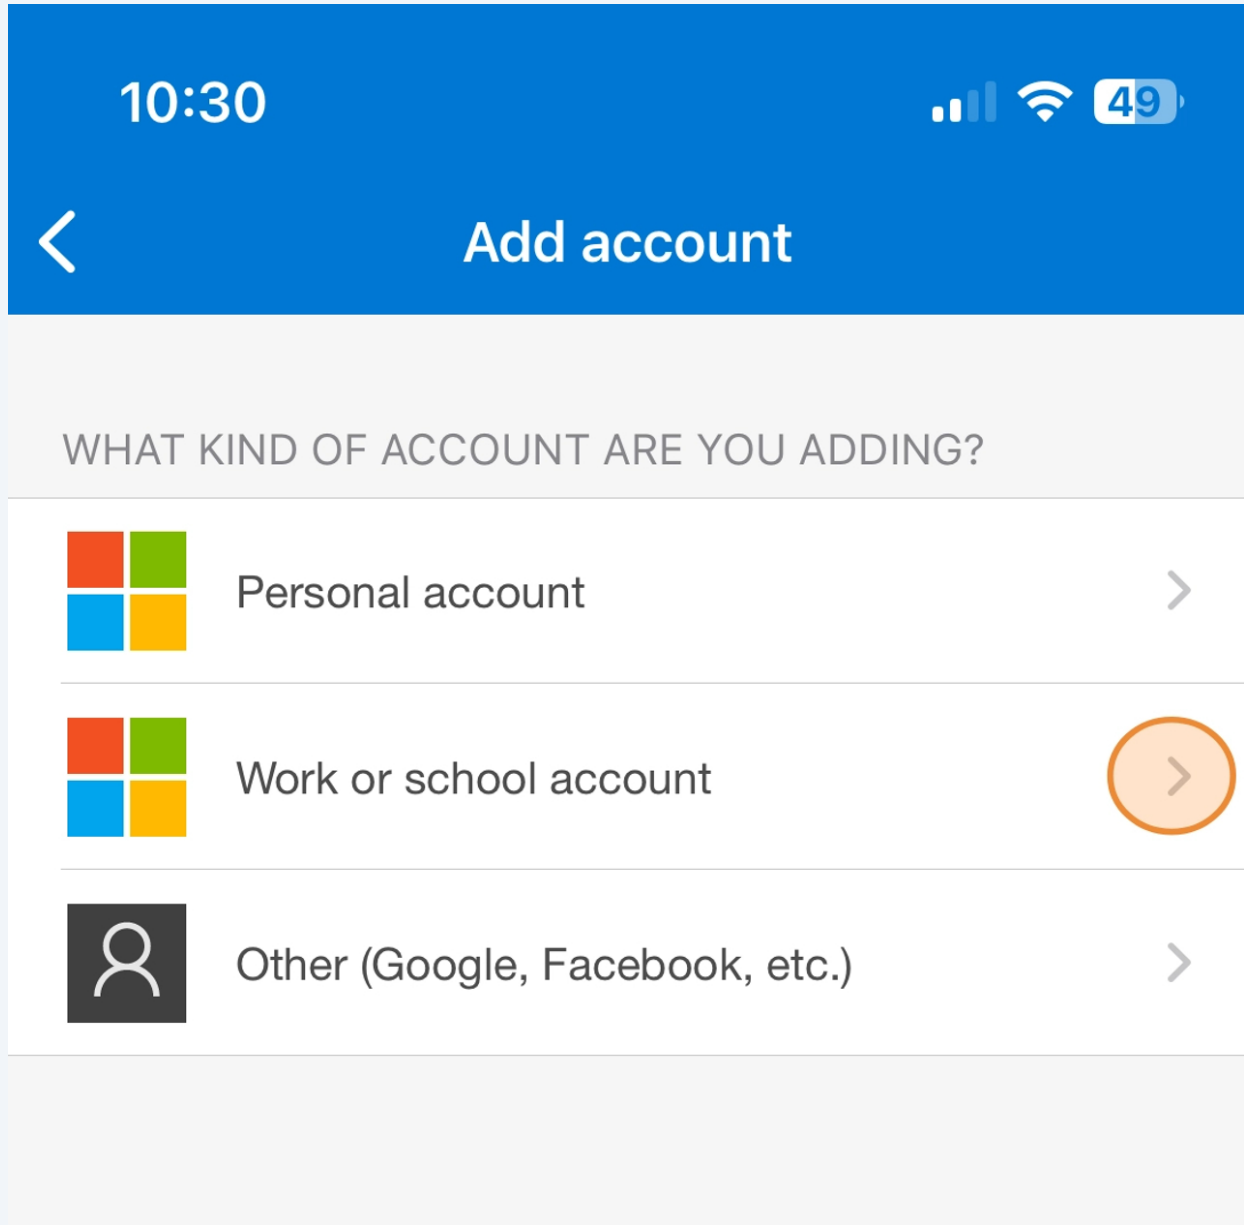 10:30
49
Add account
WHAT KIND OF ACCOUNT ARE YOU ADDING?
Personal account
Work or school account
Other (Google, Facebook, etc.)